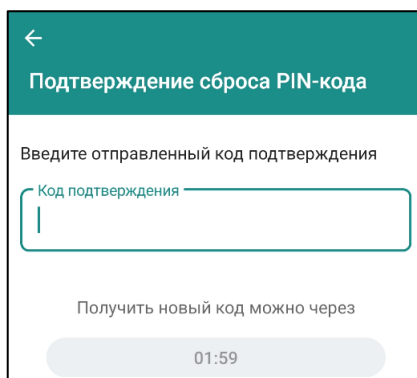 Подтверждение сброса PIN-кода
Введите отправленный код подтверждения
Код подтверждения
Получить новый код можно через
01:59